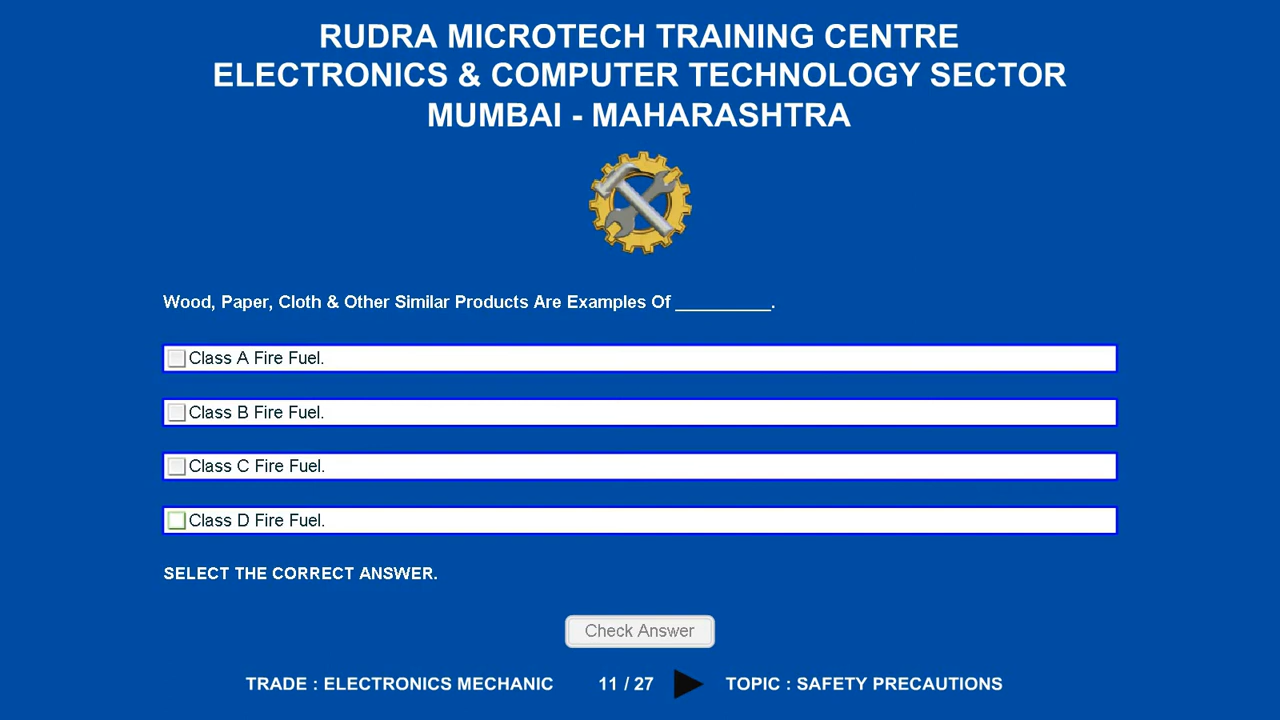 RUDRA MICROTECH TRAINING CENTRE
ELECTRONICS & COMPUTER TECHNOLOGY SECTOR
MUMBAI - MAHARASHTRA
Wood, Paper, Cloth & Other Similar Products Are Examples Of __________.
Class A Fire Fuel.
Class B Fire Fuel.
Class C Fire Fuel.
Class D Fire Fuel.
SELECT THE CORRECT ANSWER.
Check Answer
TRADE : ELECTRONICS MECHANIC 11 / 27 TOPIC : SAFETY PRECAUTIONS